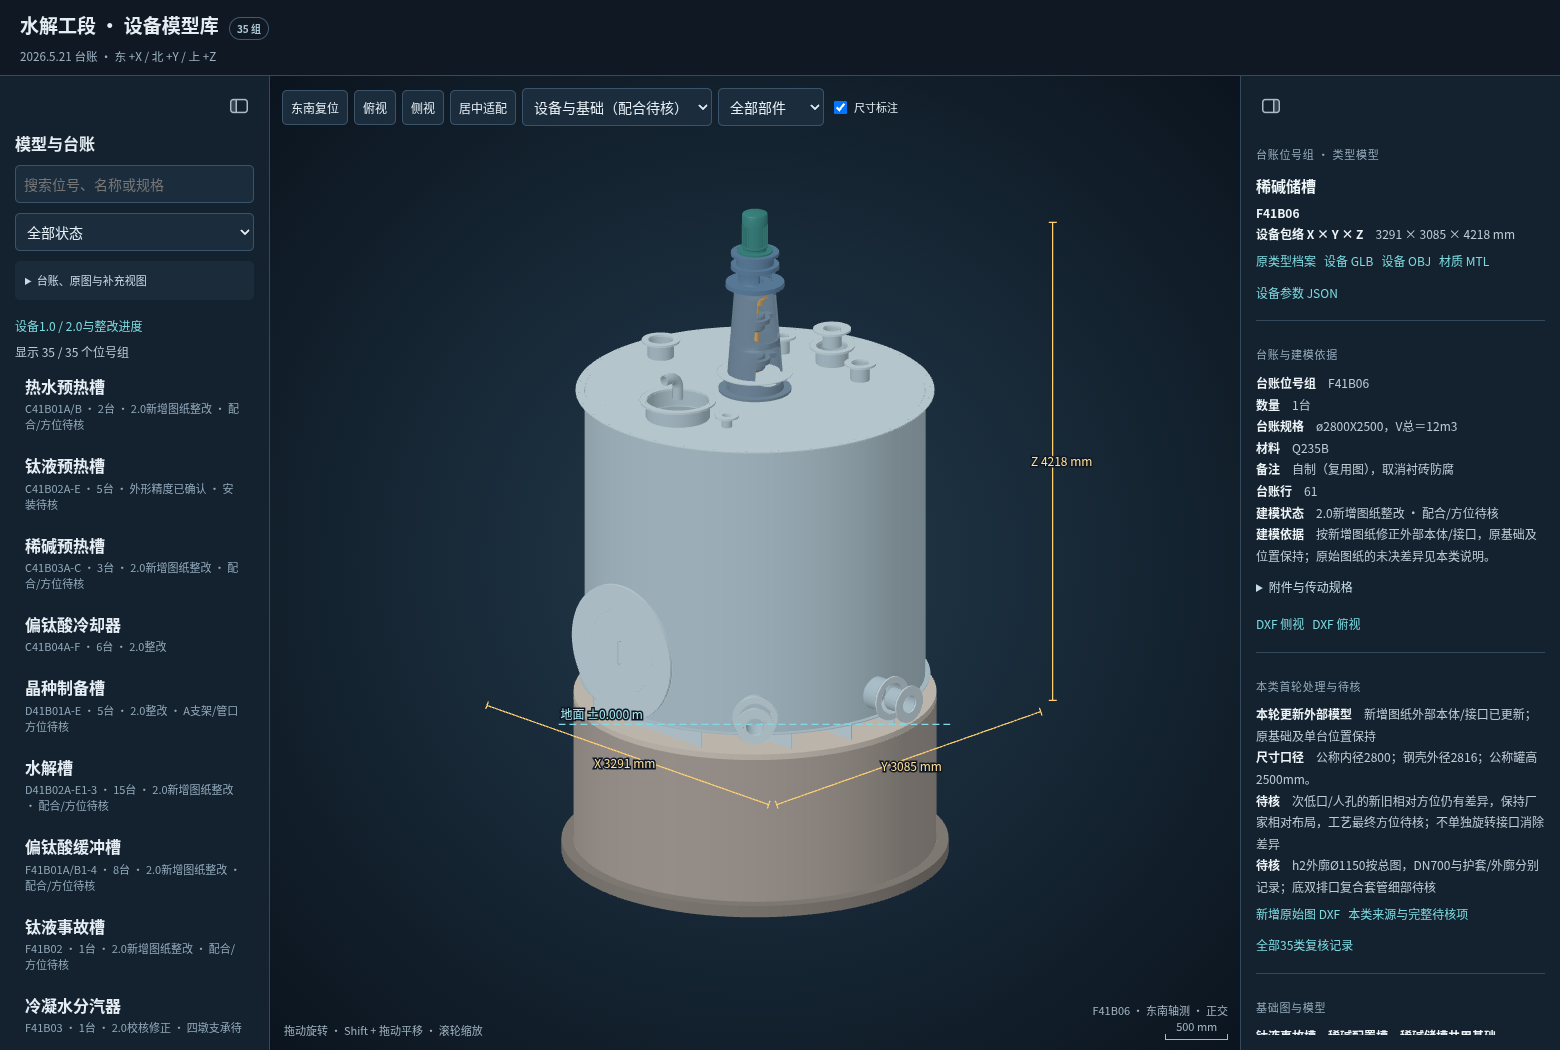 水解工段 · 设备模型库 35 组
2026.5.21 台账 · 东 +X / 北 +Y / 上 +Z
模型与台账
搜索位号、名称或规格
全部状态
台账、原图与补充视图
设备1.0 / 2.0与整改进度
显示 35 / 35 个位号组
热水预热槽
C41B01A/B · 2台 · 2.0新增图纸整改 · 配
合/方位待核
钛液预热槽
C41B02A-E · 5台 · 外形精度已确认 · 安
装待核
稀碱预热槽
C41B03A-C · 3台 · 2.0新增图纸整改 · 配
合/方位待核
偏钛酸冷却器
C41B04A-F · 6台 · 2.0整改
晶种制备槽
D41B01A-E · 5台 · 2.0整改 · A支架/管口
方位待核
水解槽
D41B02A-E1-3 · 15台 · 2.0新增图纸整改
· 配合/方位待核
偏钛酸缓冲槽
F41B01A/B1-4 · 8台 · 2.0新增图纸整改 ·
配合/方位待核
钛液事故槽
F41B02 · 1台 · 2.0新增图纸整改 · 配合/
方位待核
冷凝水分汽器
F41B03 · 1台 · 2.0校核修正 · 四墩支承待
东南复位 俯视 侧视 居中适配 设备与基础（配合待核） 全部部件 尺寸标注
Z 4218 mm
地面 ±0.000 m
X 3291 mm
Y 3085 mm
拖动旋转 · Shift + 拖动平移 · 滚轮缩放
F41B06 · 东南轴测 · 正交
500 mm
台账位号组 · 类型模型
稀碱储槽
F41B06
设备包络 X × Y × Z 3291 × 3085 × 4218 mm
原类型档案 设备 GLB 设备 OBJ 材质 MTL
设备参数 JSON
台账与建模依据
台账位号组 F41B06
数量 1台
台账规格 ø2800X2500，V总＝12m3
材料 Q235B
备注 自制（复用图），取消衬砖防腐
台账行 61
建模状态 2.0新增图纸整改 · 配合/方位待核
建模依据 按新增图纸修正外部本体/接口，原基础及
位置保持；原始图纸的未决差异见本类说明。
附件与传动规格
DXF 侧视 DXF 俯视
本类首轮处理与待核
本轮更新外部模型 新增图纸外部本体/接口已更新；
原基础及单台位置保持
尺寸口径 公称内径2800；钢壳外径2816；公称罐高
2500mm。
待核 次低口/人孔的新旧相对方位仍有差异，保持厂
家相对布局，工艺最终方位待核；不单独旋转接口消除
差异
待核 h2外廓Ø1150按总图，DN700与护套/外廓分别
记录；底双排口复合套管细部待核
新增原始图 DXF 本类来源与完整待核项
全部35类复核记录
基础图与模型
钛液事故槽、稀碱配置槽、稀碱储槽共用基础